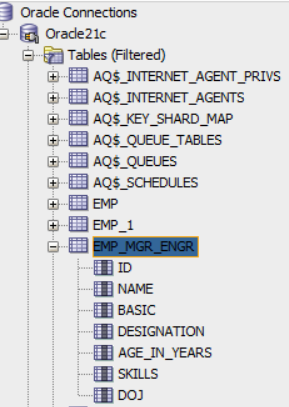 Oracle Connections
Oracle21c
Tables (Filtered)
AQ$_INTERNET_AGENT_PRIVS
AQ$_INTERNET_AGENTS
AQ$_KEY_SHARD_MAP
AQ$_QUEUE_TABLES
AQ$_QUEUES
AQ$_SCHEDULES
EMP
EMP_1
EMP_MGR_ENGR
ID
NAME
BASIC
DESIGNATION
AGE_IN_YEARS
SKILLS
DOJ